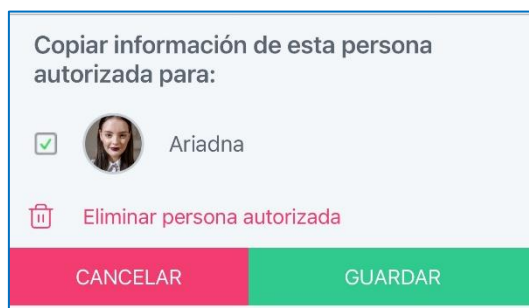 Copiar información de esta persona
autorizada para:
Ariadna
Eliminar persona autorizada
CANCELAR
GUARDAR